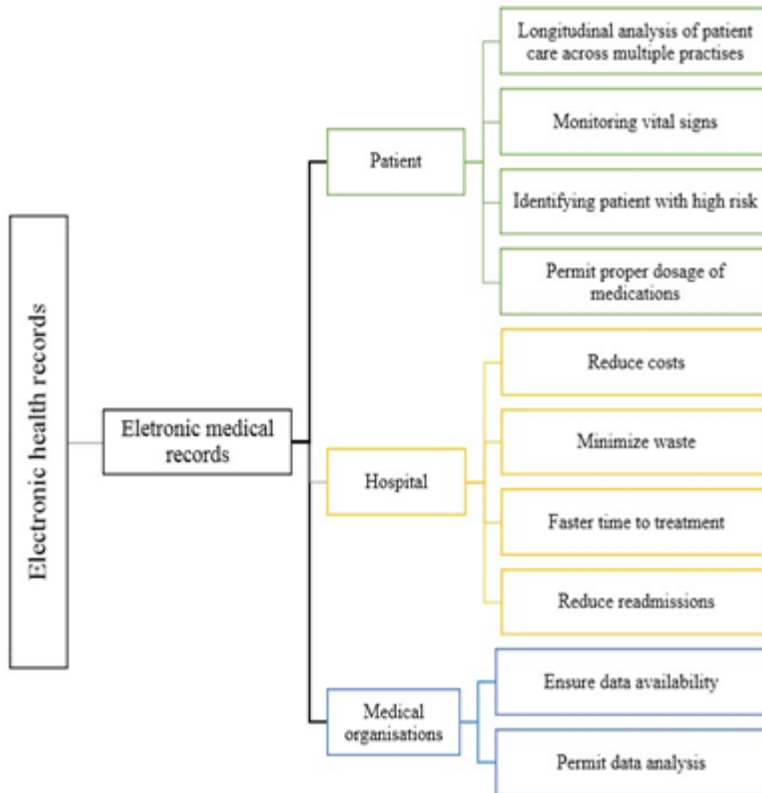 Electronic health records
Eletronic medical
records
Patient
Longitudinal analysis of patient
care across multiple practises
Monitoring vital signs
Identifying patient with high risk
Permit proper dosage of
medications
Hospital
Reduce costs
Minimize waste
Faster time to treatment
Reduce readmissions
Medical
organisations
Ensure data availability
Permit data analysis